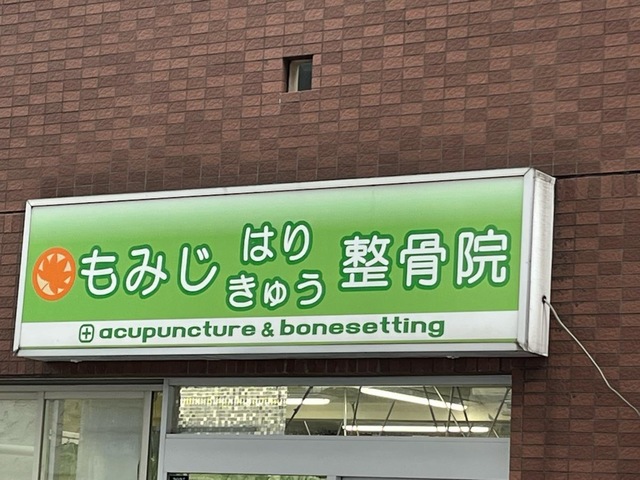 もみじ はり きゅう 整骨院
acupuncture & bonesetting